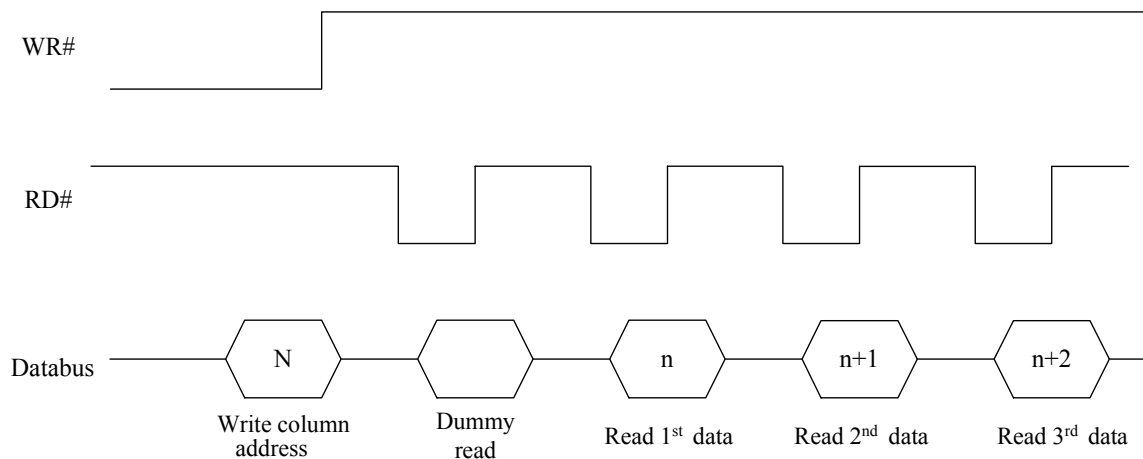 WR#
RD#
Databus
N
n
n+1
n+2
Write column
address
Dummy
read
Read 1st data
Read 2nd data
Read 3rd data